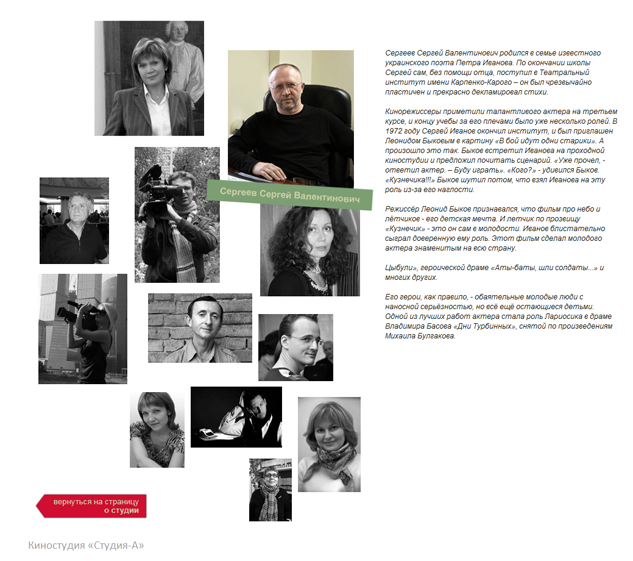 Сергеев Сергей Валентинович родился в семье известного
украинского поэта Петра Иванова. По окончании школы
Сергей сам, без помощи отца, поступил в Театральный
институт имени Карпенко-Карого – он был чрезвычайно
пластичен и прекрасно декламировал стихи.
Кинорежиссеры приметили талантливого актера на третьем
курсе, и концу учебы за его плечами было уже несколько ролей. В
1972 году Сергей Иванов окончил институт, и был приглашен
Леонидом Быковым в картину «В бой идут одни старики». А
произошло это так. Быков встретил Иванова на проходной
киностудии и предложил почитать сценарий. «Уже прочел, -
ответил актер. – Буду играть». «Кого?» - удивился Быков.
«Кузнечика!!!» Быков шутил потом, что взял Иванова на эту
роль из-за его наглости.
Режиссёр Леонид Быков признавался, что фильм про небо и
лётчиков - его детская мечта. И летчик по прозвищу
«Кузнечик» - это он сам в молодости. Иванов блистательно
сыграл доверенную ему роль. Этот фильм сделал молодого
актера знаменитым на всю страну.
Цыбули», героической драме «Аты-баты, шли солдаты...» и
многих других.
Его герои, как правило, - обаятельные молодые люди с
наносной серьёзностью, но всё ещё остающиеся детьми.
Одной из лучших работ актера стала роль Лариосика в драме
Владимира Басова «Дни Турбинных», снятой по произведениям
Михаила Булгакова.
Сергеев Сергей Валентинович
вернуться на страницу
о студии
Киностудия «Студия-А»